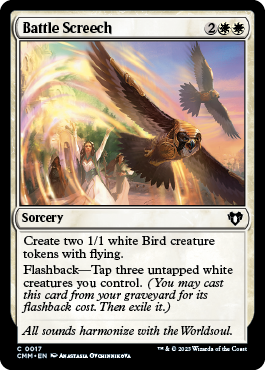 Battle Screech 2
Sorcery
Create two 1/1 white Bird creature
tokens with flying.
Flashback—Tap three untapped white
creatures you control. (You may cast
this card from your graveyard for its
flashback cost. Then exile it.)
All sounds harmonize with the Worldsoul.
C 0017
CMM • EN Anastasia Ovchinnikova
™ & © 2023 Wizards of the Coast